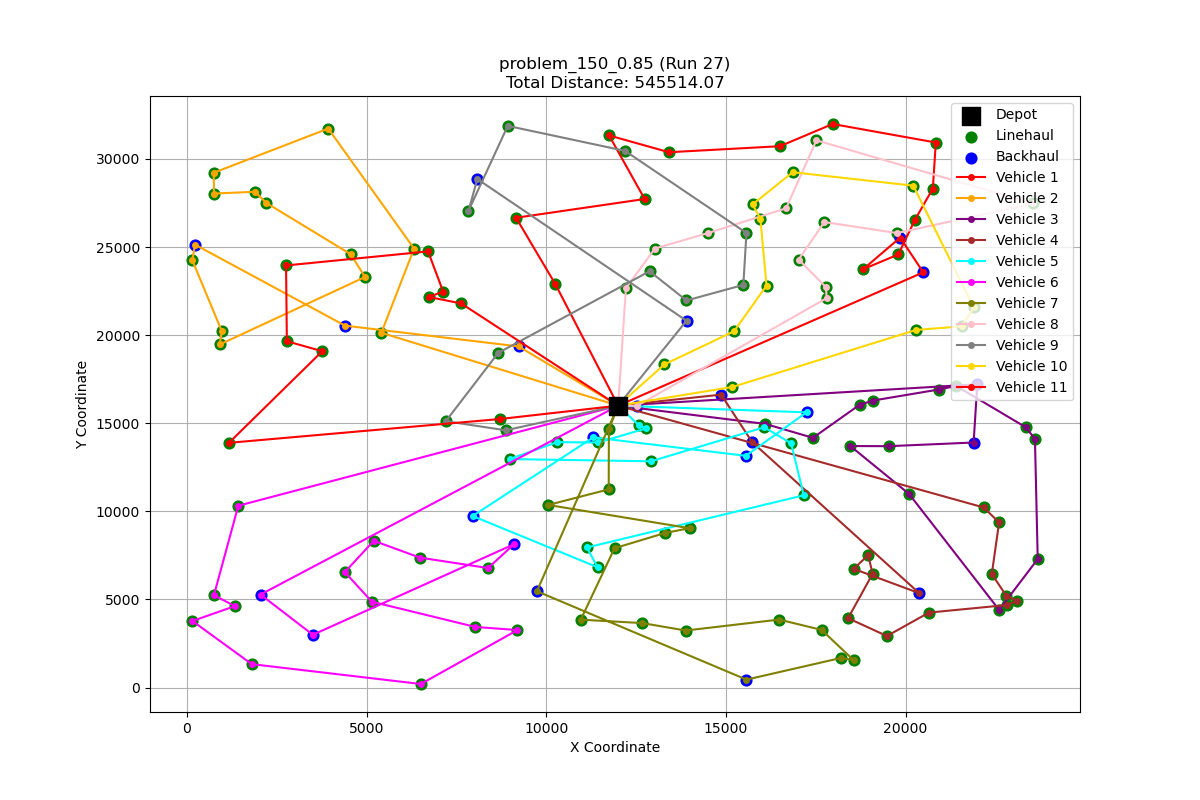 problem_150_0.85 (Run 27)
Total Distance: 545514.07
Depot
Linehaul
Backhaul
Vehicle 1
Vehicle 2
Vehicle 3
Vehicle 4
Vehicle 5
Vehicle 6
Vehicle 7
Vehicle 8
Vehicle 9
Vehicle 10
Vehicle 11
Y Coordinate
30000
25000
20000
15000
10000
5000
0
0 5000 10000 15000 20000
X Coordinate